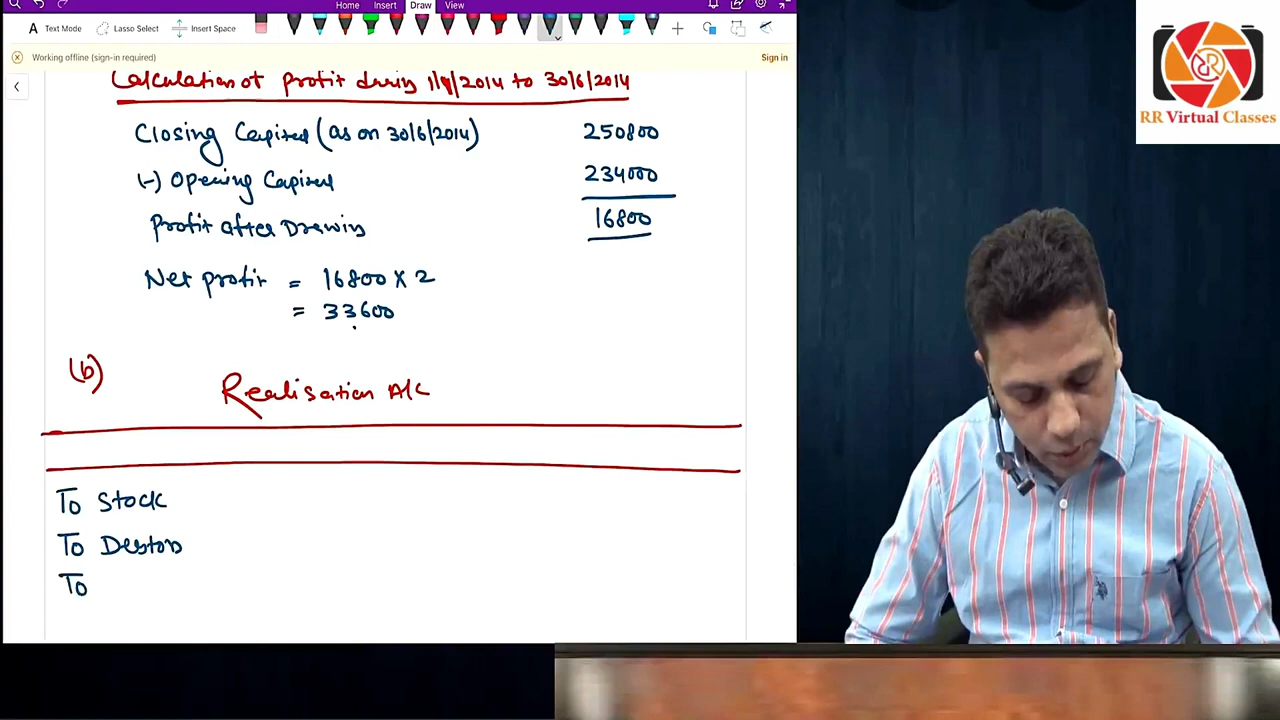 Home Insert Draw View
Text Mode Lasso Select Insert Space
Working offline (sign-in required) Sign in
RR Virtual Classes
Calculation of profit during 1/4/2014 to 30/6/2014
Closing Capital (as on 30/6/2014) 250800
(-) Opening Capital 234000
Profit after Drawing 16800
Net profit = 16800 x 2
= 33600
(b)
Realisation A/c
To Stock
To Debtors
To